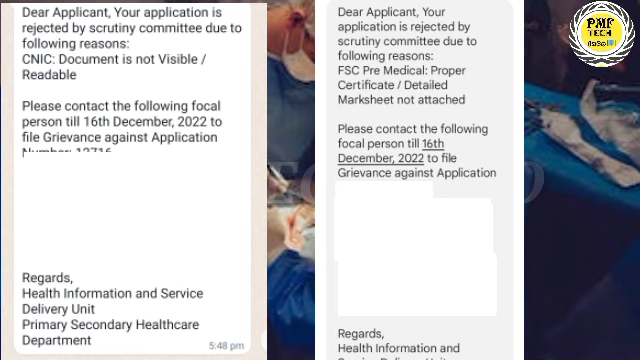 Dear Applicant, Your application is
rejected by scrutiny committee due to
following reasons:
CNIC: Document is not Visible /
Readable
Please contact the following focal
person till 16th December, 2022 to
file Grievance against Application
Regards,
Health Information and Service
Delivery Unit
Primary Secondary Healthcare
Department
5:48 pm
Dear Applicant, Your
application is rejected by
scrutiny committee due to
following reasons:
FSC Pre Medical: Proper
Certificate / Detailed
Marksheet not attached
Please contact the following
focal person till 16th
December, 2022 to file
Grievance against Application
Regards,
Health Information and
PMF
TECH